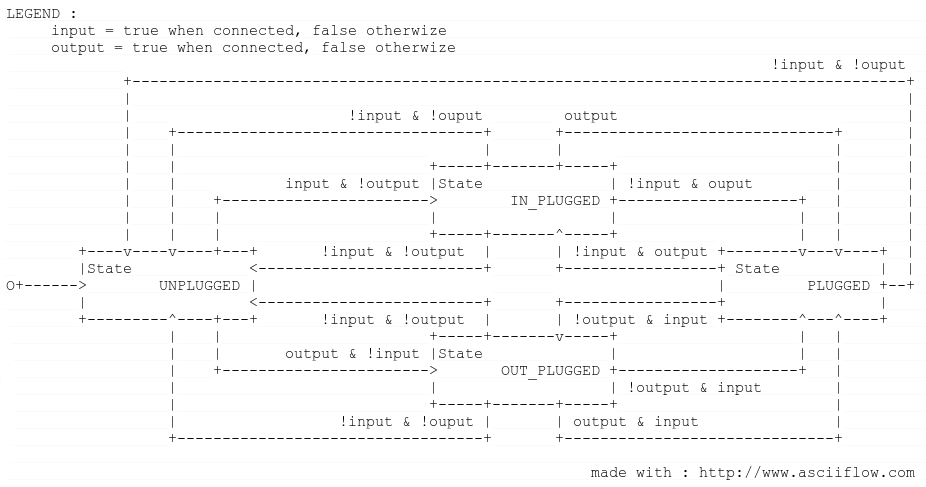 LEGEND :
input = true when connected, false otherwize
output = true when connected, false otherwize
!input & !ouput
!input & !ouput output
input & !output State !input & ouput
IN_PLUGGED
!input & !output !input & output
State State
O UNPLUGGED PLUGGED
!input & !output !output & input
output & !input State
OUT_PLUGGED
!output & input
!input & !ouput output & input
made with : http://www.asciiflow.com